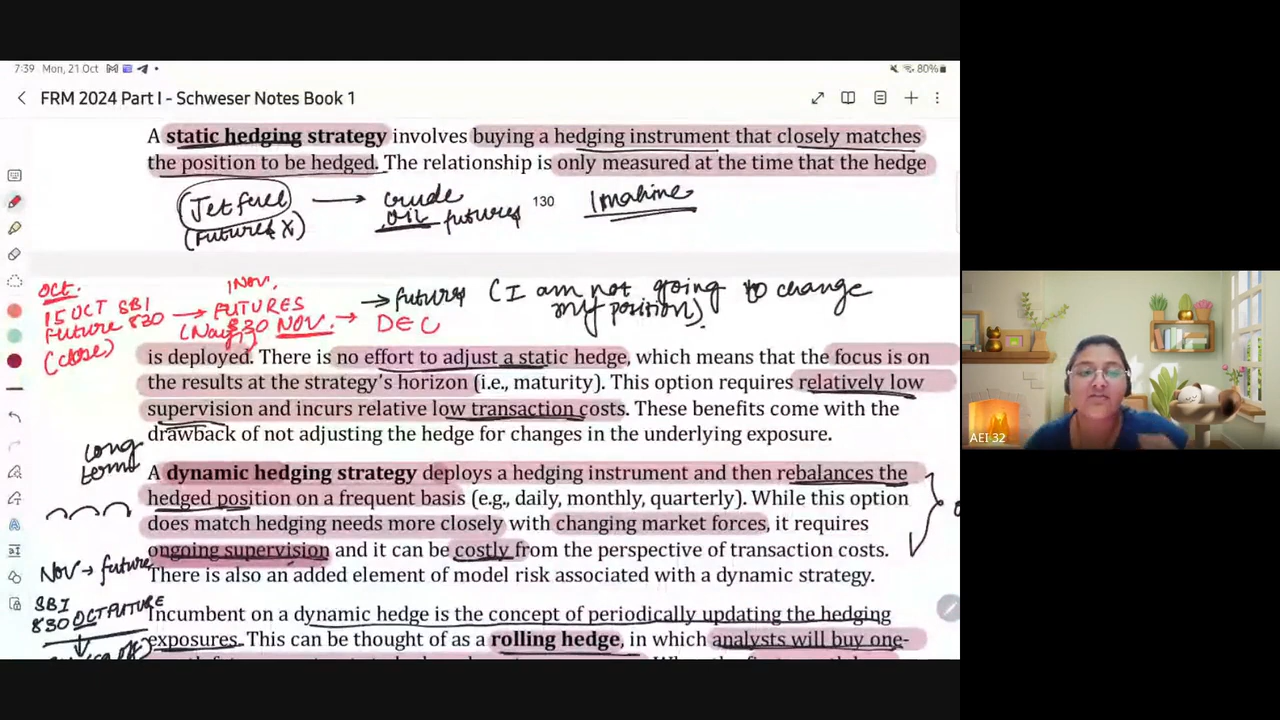 7:39 Mon, 21 Oct
80%
FRM 2024 Part I - Schweser Notes Book 1
A static hedging strategy involves buying a hedging instrument that closely matches
the position to be hedged. The relationship is only measured at the time that the hedge
Jet fuel → crude oil futures
(Futures X)
130
1 machine
OCT.
15 OCT SBI
Future 830
(close)
→ 1 Nov.
FUTURES
830 NOV. →
→ futures (I am not going to change
my position).
DEC
is deployed. There is no effort to adjust a static hedge, which means that the focus is on
the results at the strategy's horizon (i.e., maturity). This option requires relatively low
supervision and incurs relative low transaction costs. These benefits come with the
drawback of not adjusting the hedge for changes in the underlying exposure.
long
term
A dynamic hedging strategy deploys a hedging instrument and then rebalances the
hedged position on a frequent basis (e.g., daily, monthly, quarterly). While this option
does match hedging needs more closely with changing market forces, it requires
ongoing supervision and it can be costly from the perspective of transaction costs.
There is also an added element of model risk associated with a dynamic strategy.
Nov → future
SBI
830 OCT FUTURE
Incumbent on a dynamic hedge is the concept of periodically updating the hedging
exposures. This can be thought of as a rolling hedge, in which analysts will buy one-
AEI 32